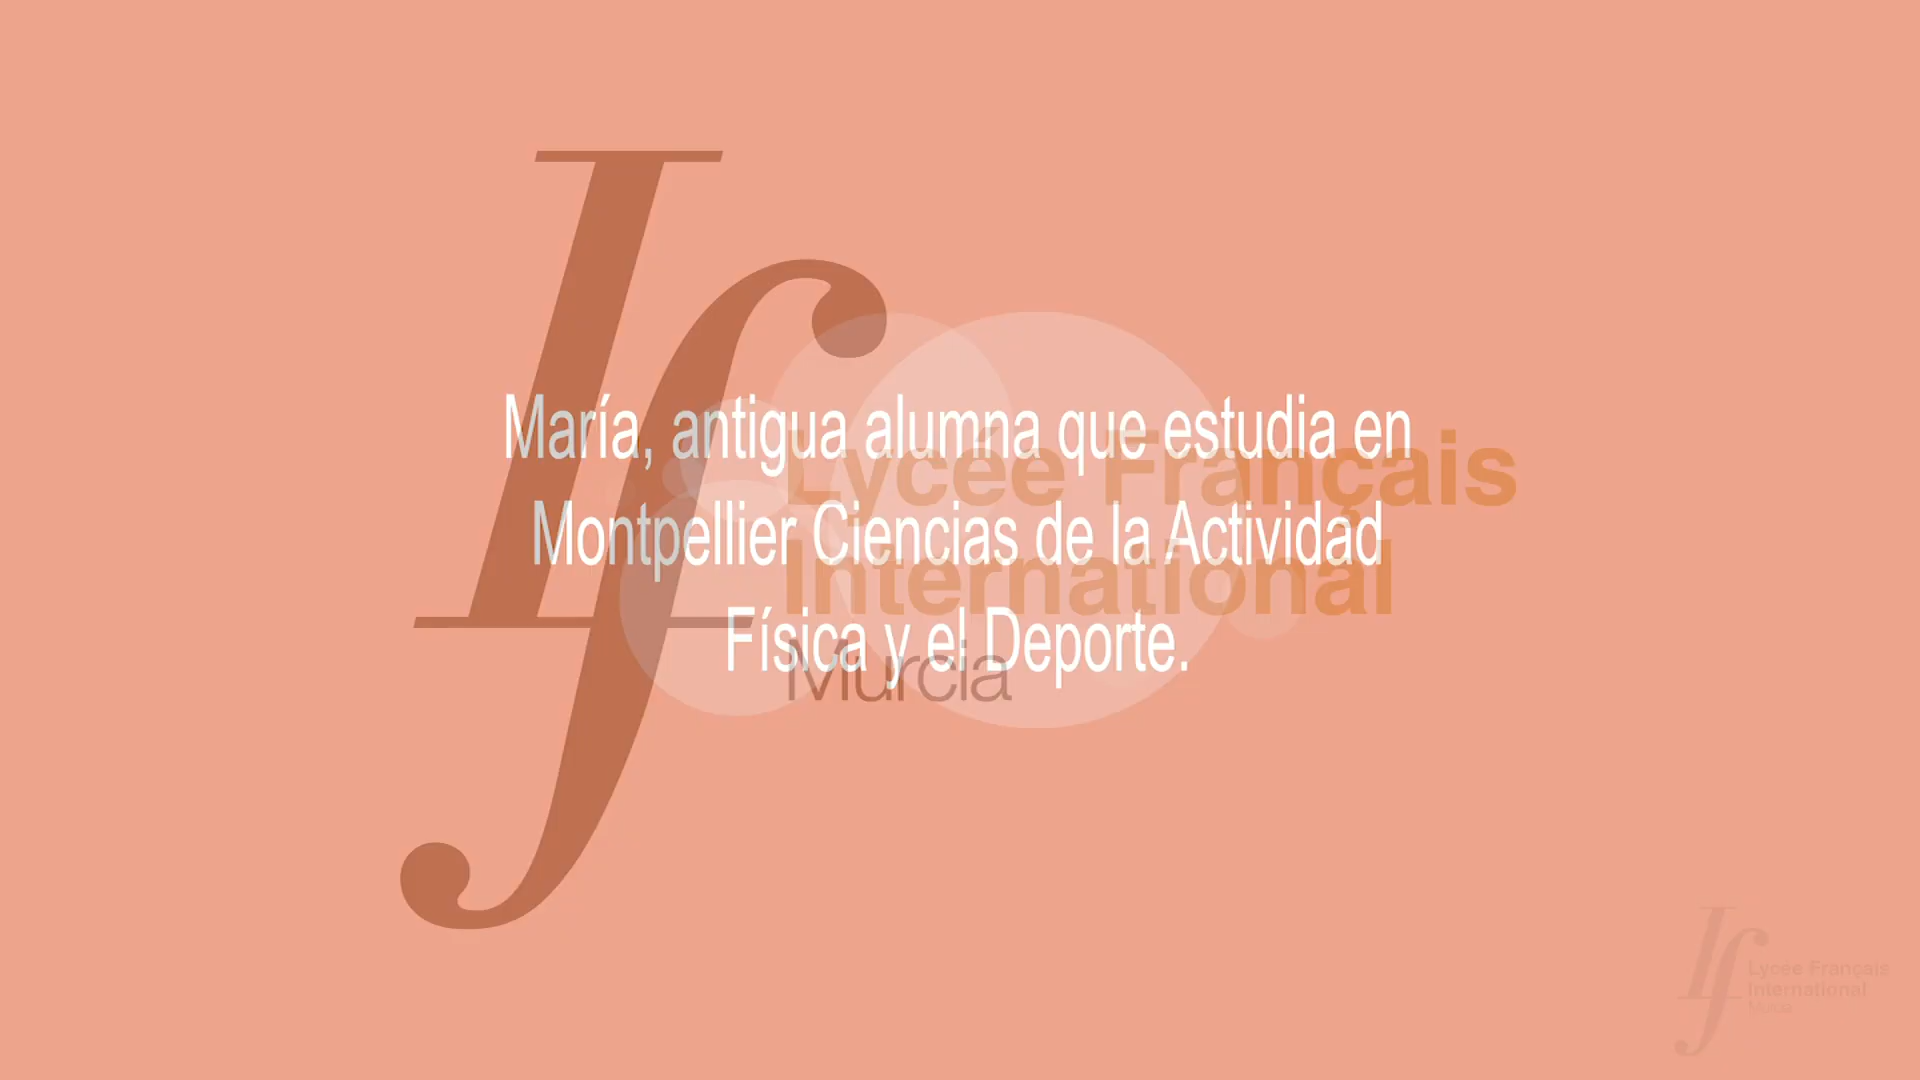 María, antigua alumna que estudia en
Montpellier Ciencias de la Actividad
Física y el Deporte.
Lycée Français
International
Murcia
Lycée Français
International
Murcia